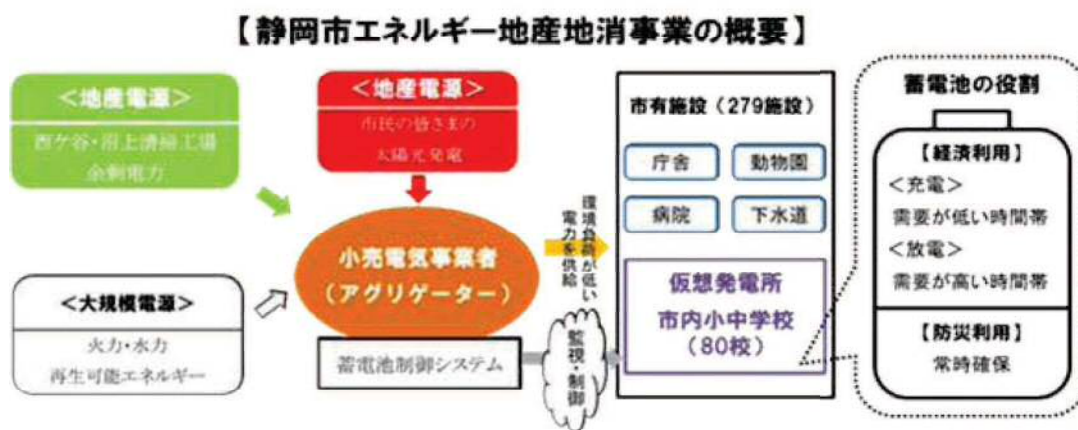 【静岡市エネルギー地産地消事業の概要】
＜地産電源＞
西ケ谷・沼上清掃工場
余剰電力
＜地産電源＞
市民の皆さまの
太陽光発電
＜大規模電源＞
火力・水力
再生可能エネルギー
小売電気事業者
（アグリゲーター）
蓄電池制御システム
環境負荷が低い
電力を供給
監視・制御
市有施設（279施設）
庁舎
動物園
病院
下水道
仮想発電所
市内小中学校
（80校）
蓄電池の役割
【経済利用】
＜充電＞
需要が低い時間帯
＜放電＞
需要が高い時間帯
【防災利用】
常時確保